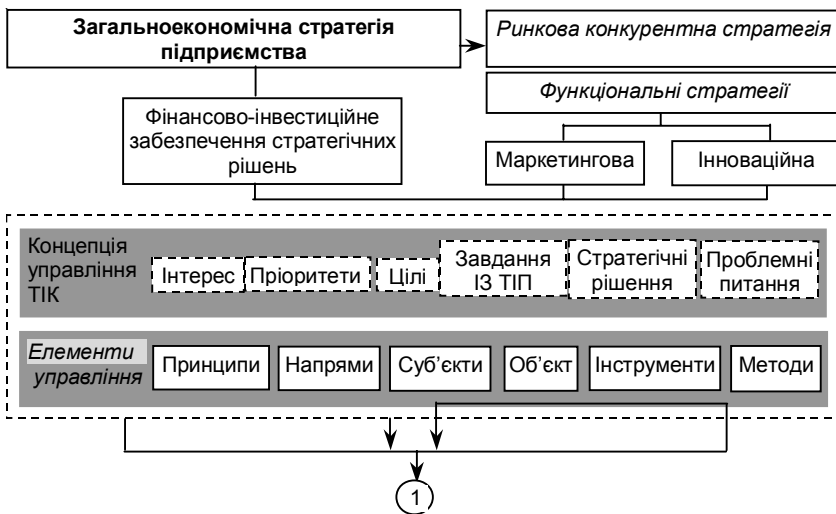 Загальноекономічна стратегія
підприємства
Ринкова конкурентна стратегія
Функціональні стратегії
Фінансово-інвестиційне
забезпечення стратегічних
рішень
Маркетингова
Інноваційна
Концепція
управління
ТІК
Інтерес
Пріоритети
Цілі
Завдання
ІЗ ТІП
Стратегічні
рішення
Проблемні
питання
Елементи
управління
Принципи
Напрями
Суб’єкти
Об’єкт
Інструменти
Методи
1